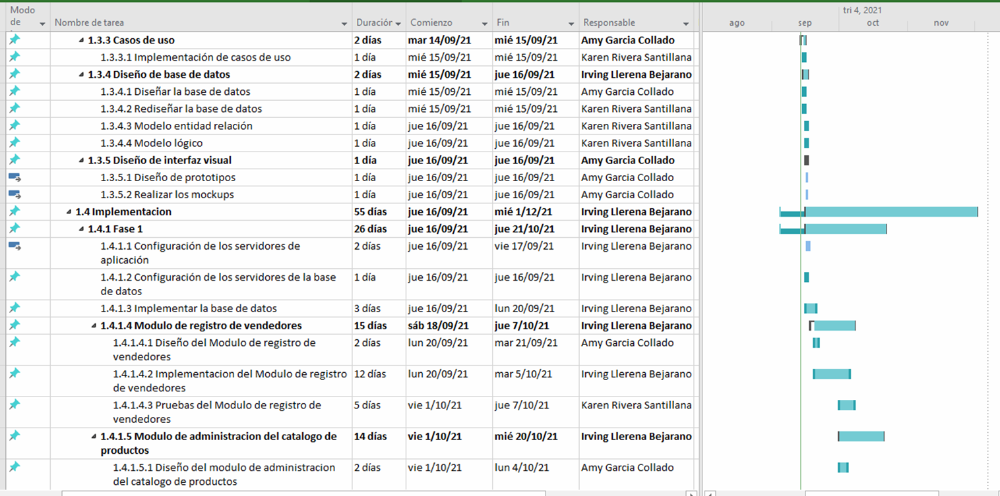 Modo de
Nombre de tarea
Duración
Comienzo
Fin
Responsable
tri 4, 2021
ago
sep
oct
nov
1.3.3 Casos de uso 2 días mar 14/09/21 mié 15/09/21 Amy Garcia Collado
1.3.3.1 Implementación de casos de uso 1 día mié 15/09/21 mié 15/09/21 Karen Rivera Santillana
1.3.4 Diseño de base de datos 2 días mié 15/09/21 jue 16/09/21 Irving Llerena Bejarano
1.3.4.1 Diseñar la base de datos 1 día mié 15/09/21 mié 15/09/21 Amy Garcia Collado
1.3.4.2 Rediseñar la base de datos 1 día mié 15/09/21 mié 15/09/21 Karen Rivera Santillana
1.3.4.3 Modelo entidad relación 1 día jue 16/09/21 jue 16/09/21 Karen Rivera Santillana
1.3.4.4 Modelo lógico 1 día jue 16/09/21 jue 16/09/21 Karen Rivera Santillana
1.3.5 Diseño de interfaz visual 1 día jue 16/09/21 jue 16/09/21 Amy Garcia Collado
1.3.5.1 Diseño de prototipos 1 día jue 16/09/21 jue 16/09/21 Amy Garcia Collado
1.3.5.2 Realizar los mockups 1 día jue 16/09/21 jue 16/09/21 Amy Garcia Collado
1.4 Implementacion 55 días jue 16/09/21 mié 1/12/21 Irving Llerena Bejarano
1.4.1 Fase 1 26 días jue 16/09/21 jue 21/10/21 Irving Llerena Bejarano
1.4.1.1 Configuración de los servidores de 2 días jue 16/09/21 vie 17/09/21 Irving Llerena Bejarano
aplicación
1.4.1.2 Configuración de los servidores de la base 1 día jue 16/09/21 jue 16/09/21 Irving Llerena Bejarano
de datos
1.4.1.3 Implementar la base de datos 3 días jue 16/09/21 lun 20/09/21 Irving Llerena Bejarano
1.4.1.4 Modulo de registro de vendedores 15 días sáb 18/09/21 jue 7/10/21 Irving Llerena Bejarano
1.4.1.4.1 Diseño del Modulo de registro de 2 días lun 20/09/21 mar 21/09/21 Amy Garcia Collado
vendedores
1.4.1.4.2 Implementacion del Modulo de registro 12 días lun 20/09/21 mar 5/10/21 Irving Llerena Bejarano
de vendedores
1.4.1.4.3 Pruebas del Modulo de registro de 5 días vie 1/10/21 jue 7/10/21 Karen Rivera Santillana
vendedores
1.4.1.5 Modulo de administracion del catalogo de 14 días vie 1/10/21 mié 20/10/21 Irving Llerena Bejarano
productos
1.4.1.5.1 Diseño del modulo de administracion 2 días vie 1/10/21 lun 4/10/21 Amy Garcia Collado
del catalogo de productos